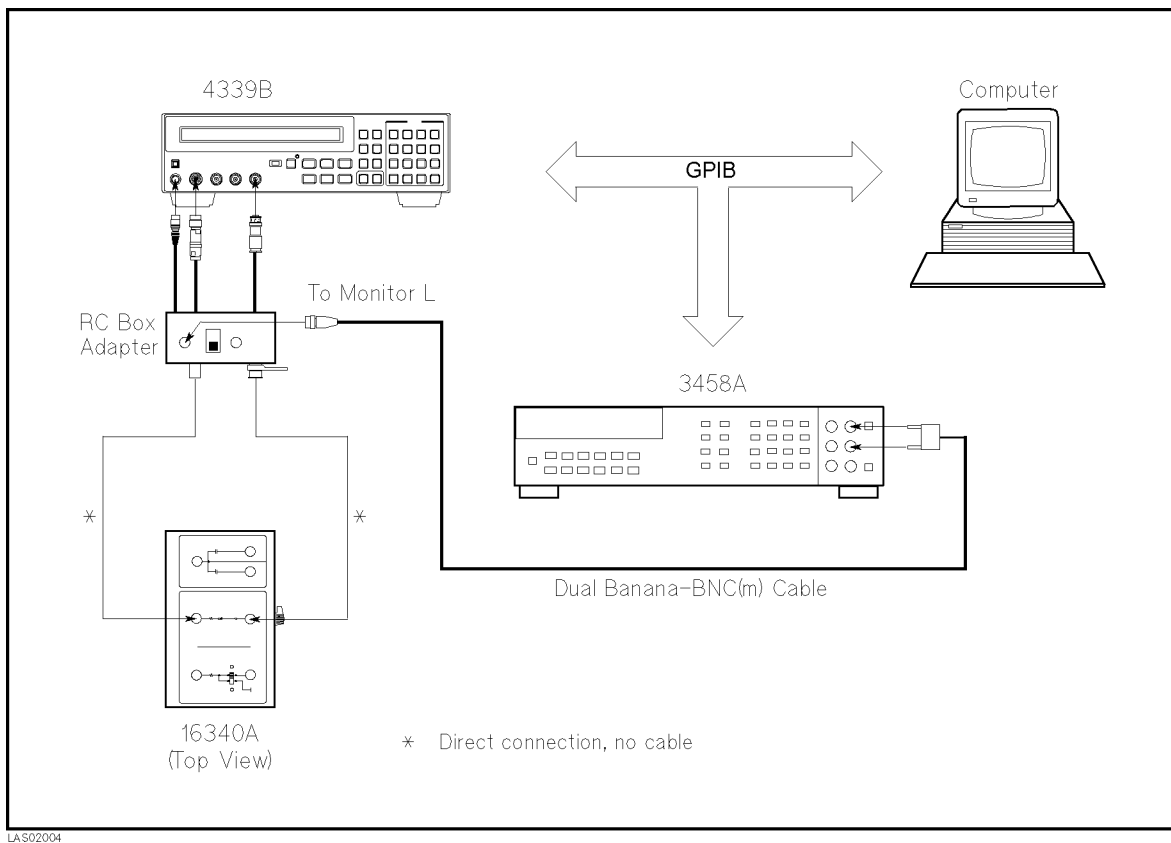 4339B
Computer
GPIB
To Monitor L
RC Box
Adapter
3458A
*
*
Dual Banana-BNC(m) Cable
16340A
(Top View)
* Direct connection, no cable
LAS02004